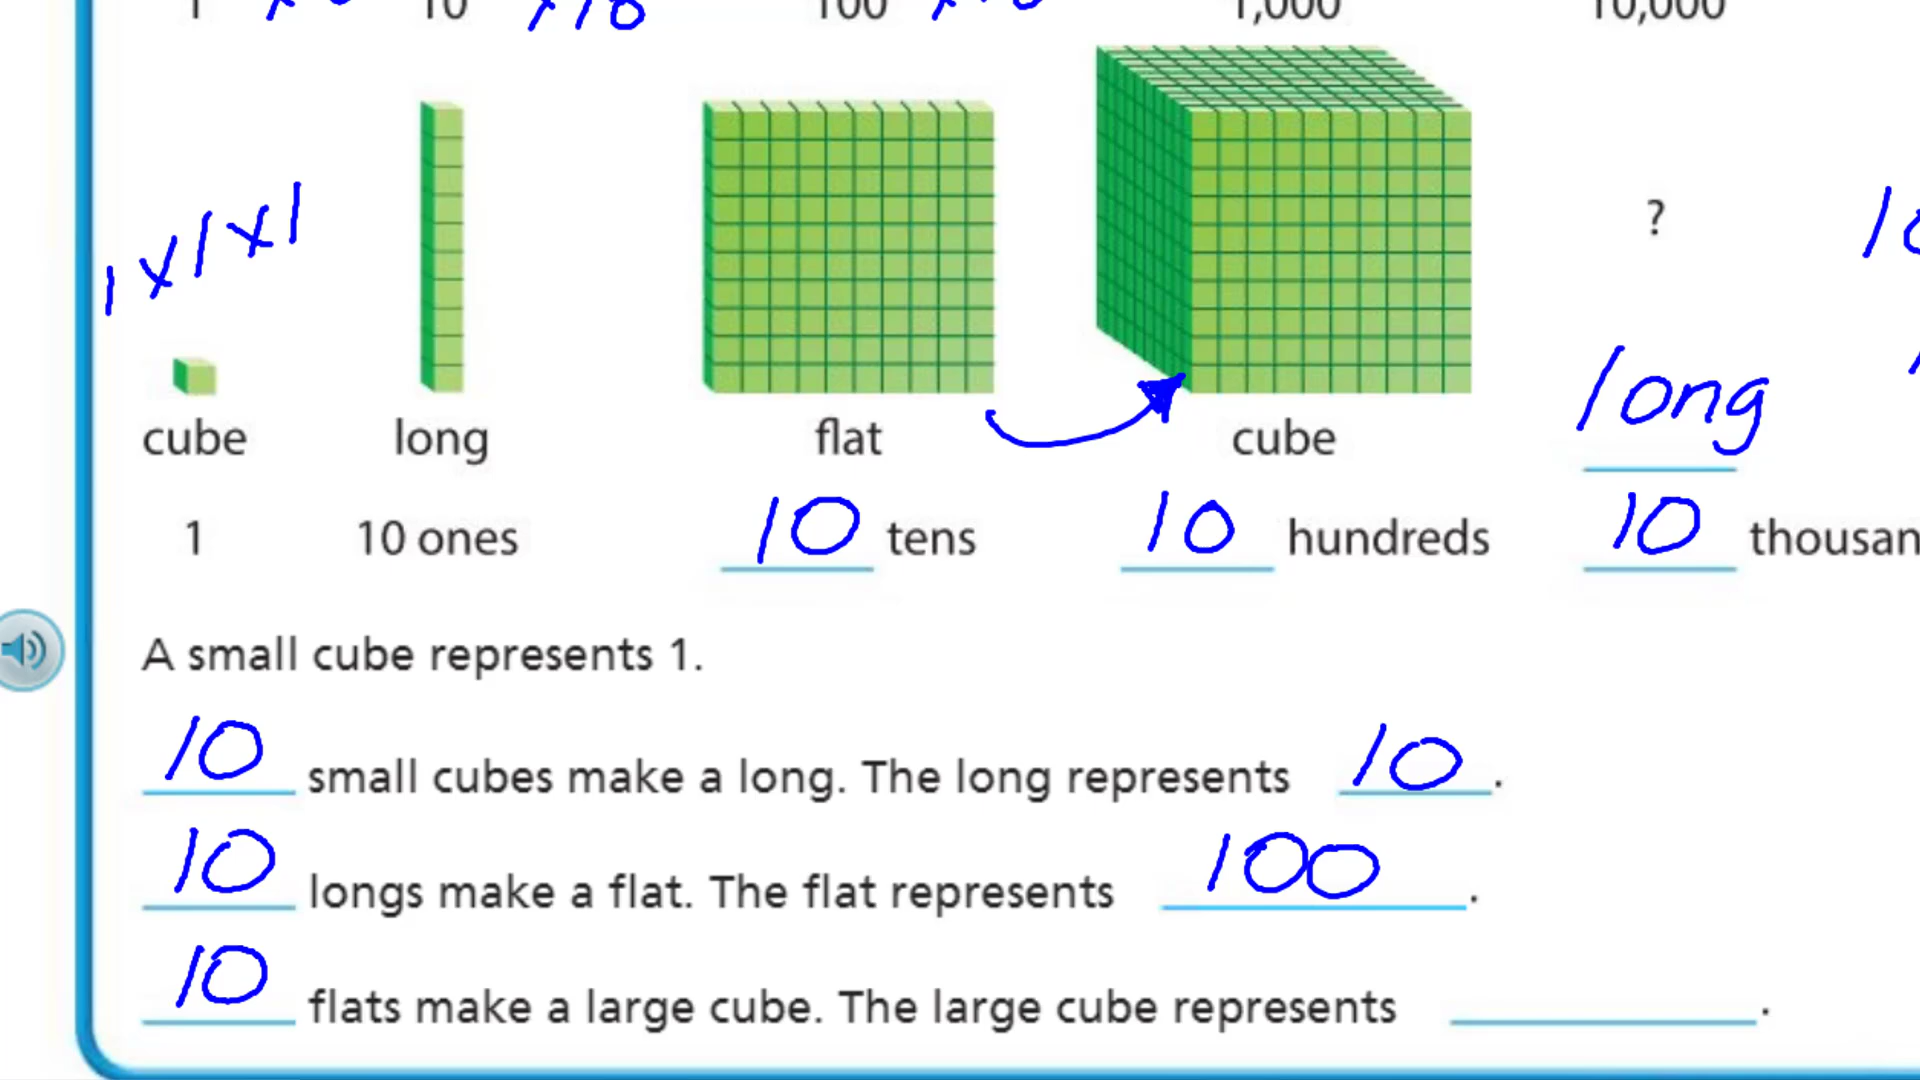 1 10 ×10 100 1,000 10,000
1×1×1 ?
long
cube long flat cube
1 10 ones 10 tens 10 hundreds 10
A small cube represents 1.
10 small cubes make a long. The long represents 10.
10 longs make a flat. The flat represents 100.
10 flats make a large cube. The large cube represents ____.